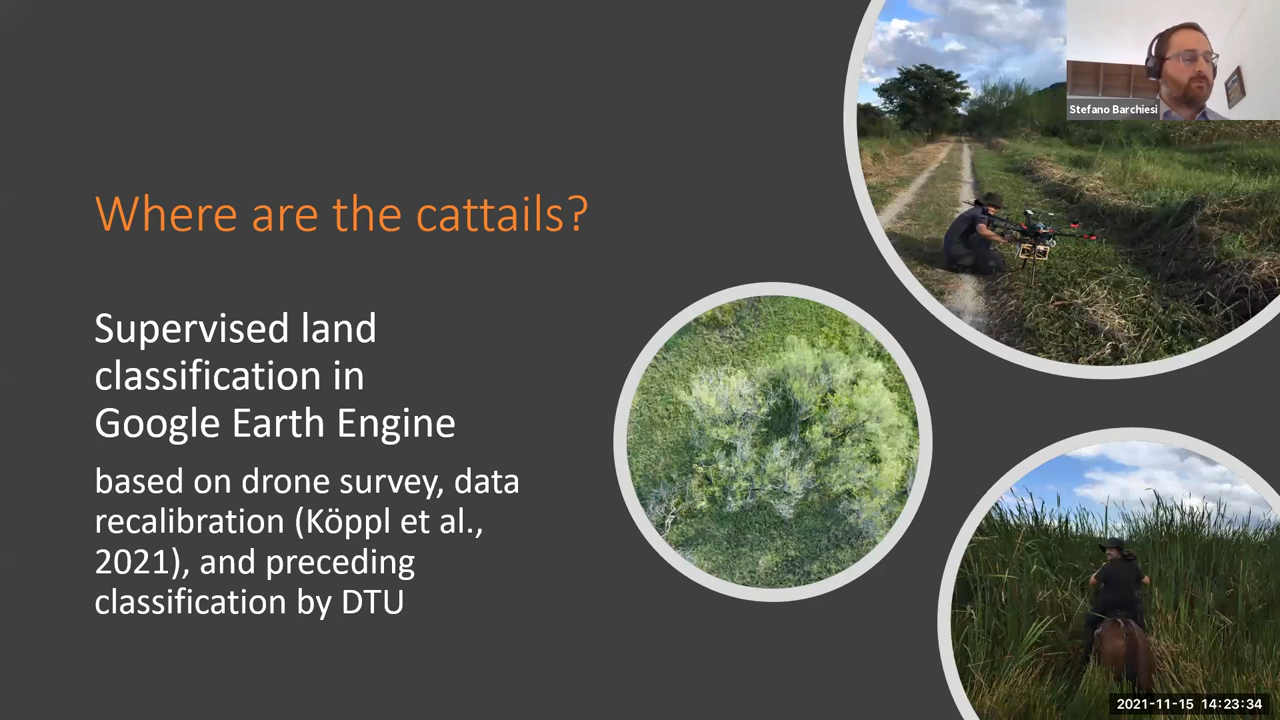 Stefano Barchiesi
Where are the cattails?
Supervised land
classification in
Google Earth Engine
based on drone survey, data
recalibration (Köppl et al.,
2021), and preceding
classification by DTU
2021-11-15 14:23:34